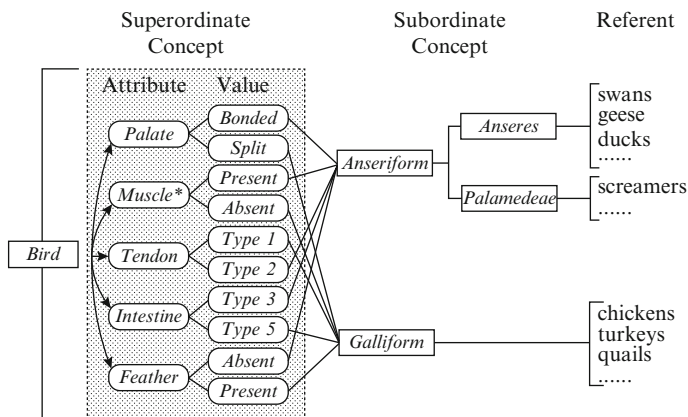 Superordinate
Concept
Subordinate
Concept
Referent
Attribute
Value
Bird
Palate
Muscle*
Tendon
Intestine
Feather
Bonded
Split
Present
Absent
Type 1
Type 2
Type 3
Type 5
Absent
Present
Anseriform
Galliform
Anseres
Palamedeae
swans
geese
ducks
......
screamers
......
chickens
turkeys
quails
......